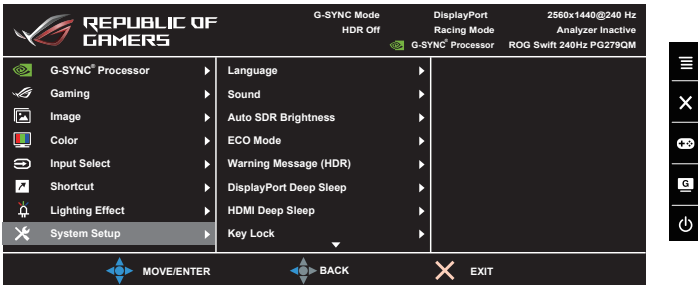 REPUBLIC OF
GAMERS
G-SYNC Mode
HDR Off
DisplayPort
Racing Mode
G-SYNC® Processor
2560x1440@240 Hz
Analyzer Inactive
ROG Swift 240Hz PG279QM
G-SYNC® Processor
Gaming
Image
Color
Input Select
Shortcut
Lighting Effect
System Setup
Language
Sound
Auto SDR Brightness
ECO Mode
Warning Message (HDR)
DisplayPort Deep Sleep
HDMI Deep Sleep
Key Lock
MOVE/ENTER
BACK
EXIT
G